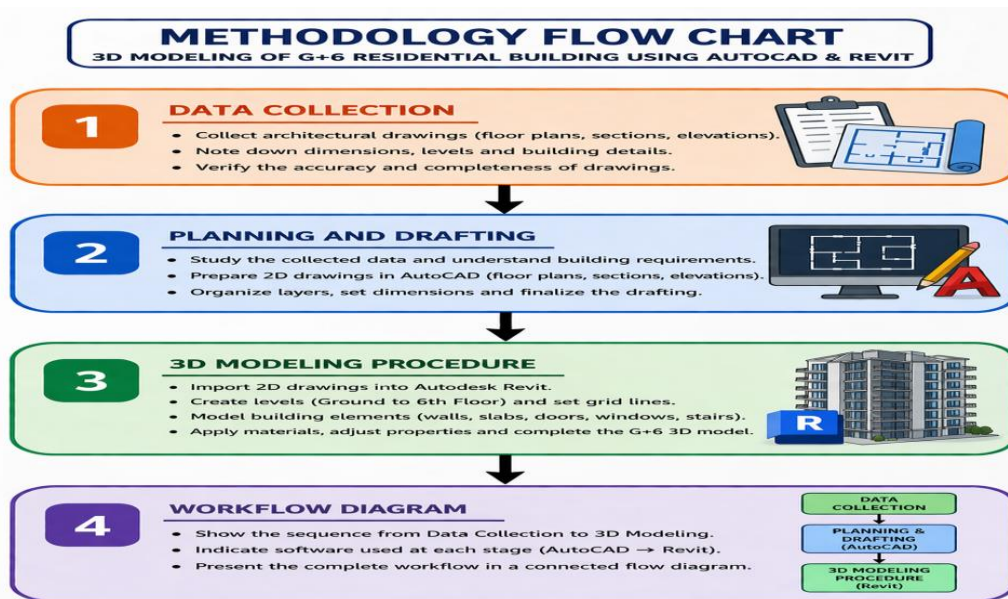 METHODOLOGY FLOW CHART
3D MODELING OF G+6 RESIDENTIAL BUILDING USING AUTOCAD & REVIT
1
DATA COLLECTION
• Collect architectural drawings (floor plans, sections, elevations).
• Note down dimensions, levels and building details.
• Verify the accuracy and completeness of drawings.
2
PLANNING AND DRAFTING
• Study the collected data and understand building requirements.
• Prepare 2D drawings in AutoCAD (floor plans, sections, elevations).
• Organize layers, set dimensions and finalize the drafting.
A
3
3D MODELING PROCEDURE
• Import 2D drawings into Autodesk Revit.
• Create levels (Ground to 6th Floor) and set grid lines.
• Model building elements (walls, slabs, doors, windows, stairs).
• Apply materials, adjust properties and complete the G+6 3D model.
R
4
WORKFLOW DIAGRAM
• Show the sequence from Data Collection to 3D Modeling.
• Indicate software used at each stage (AutoCAD → Revit).
• Present the complete workflow in a connected flow diagram.
DATA
COLLECTION
PLANNING &
DRAFTING
(AutoCAD)
3D MODELING
PROCEDURE
(Revit)